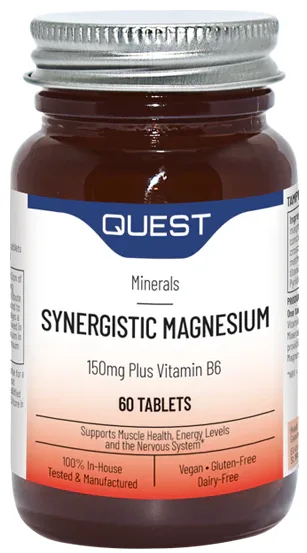 QUEST
Minerals
SYNERGISTIC MAGNESIUM
150mg Plus Vitamin B6
60 TABLETS
Supports Muscle Health, Energy Levels
and the Nervous System*
100% In-House
Tested & Manufactured
Vegan • Gluten-Free
Dairy-Free